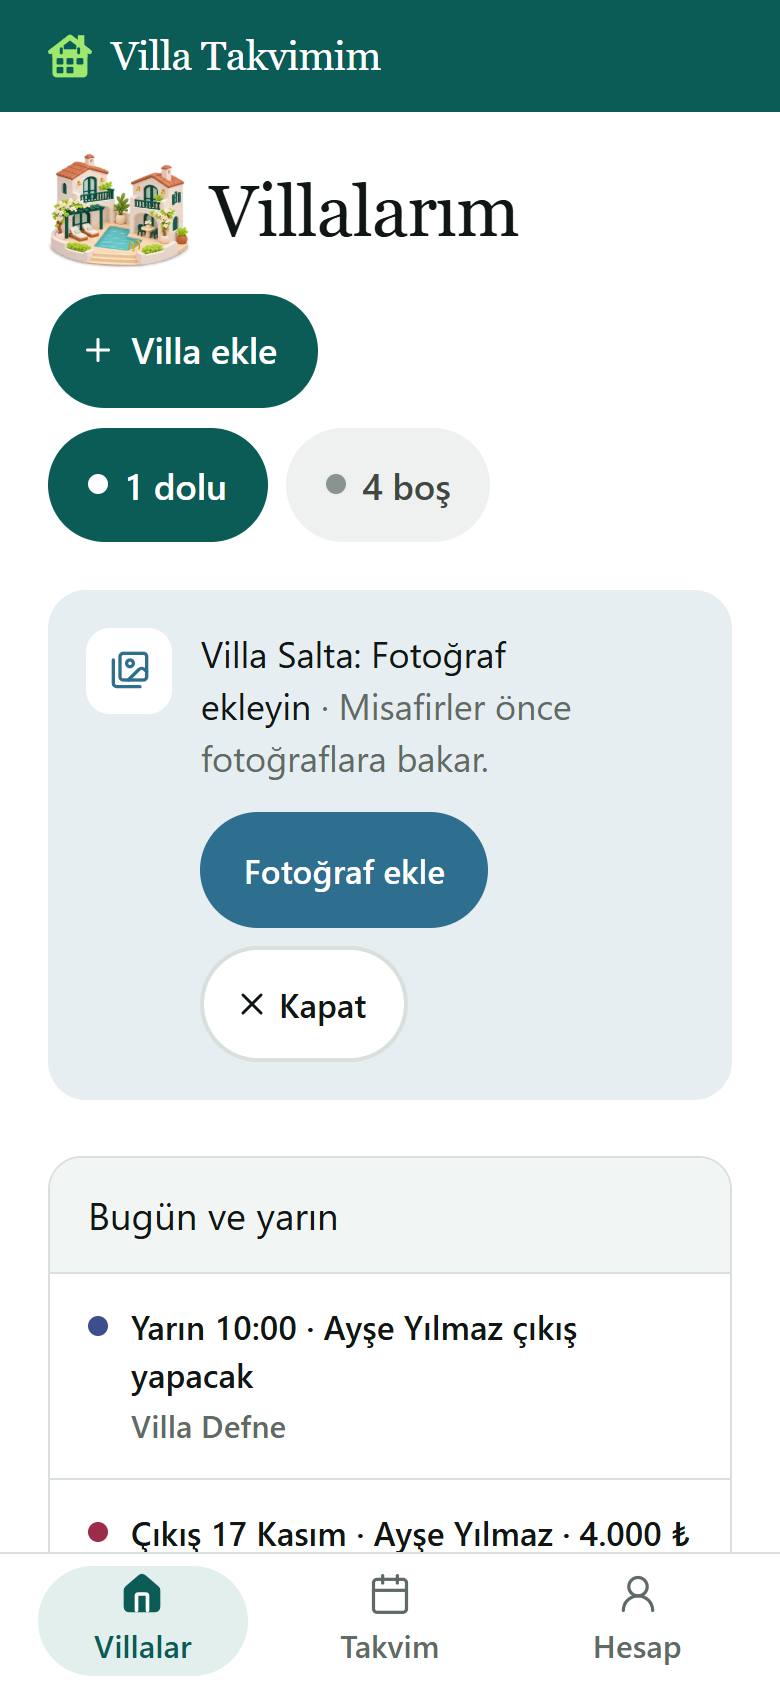 Villa Takvimim
Villalarım
Villa ekle
1 dolu
4 boş
Villa Salta: Fotoğraf
ekleyin · Misafirler önce
fotoğraflara bakar.
Fotoğraf ekle
Kapat
Bugün ve yarın
Yarın 10:00 · Ayşe Yılmaz çıkış
yapacak
Villa Defne
Çıkış 17 Kasım · Ayşe Yılmaz · 4.000 ₺
Villalar
Takvim
Hesap